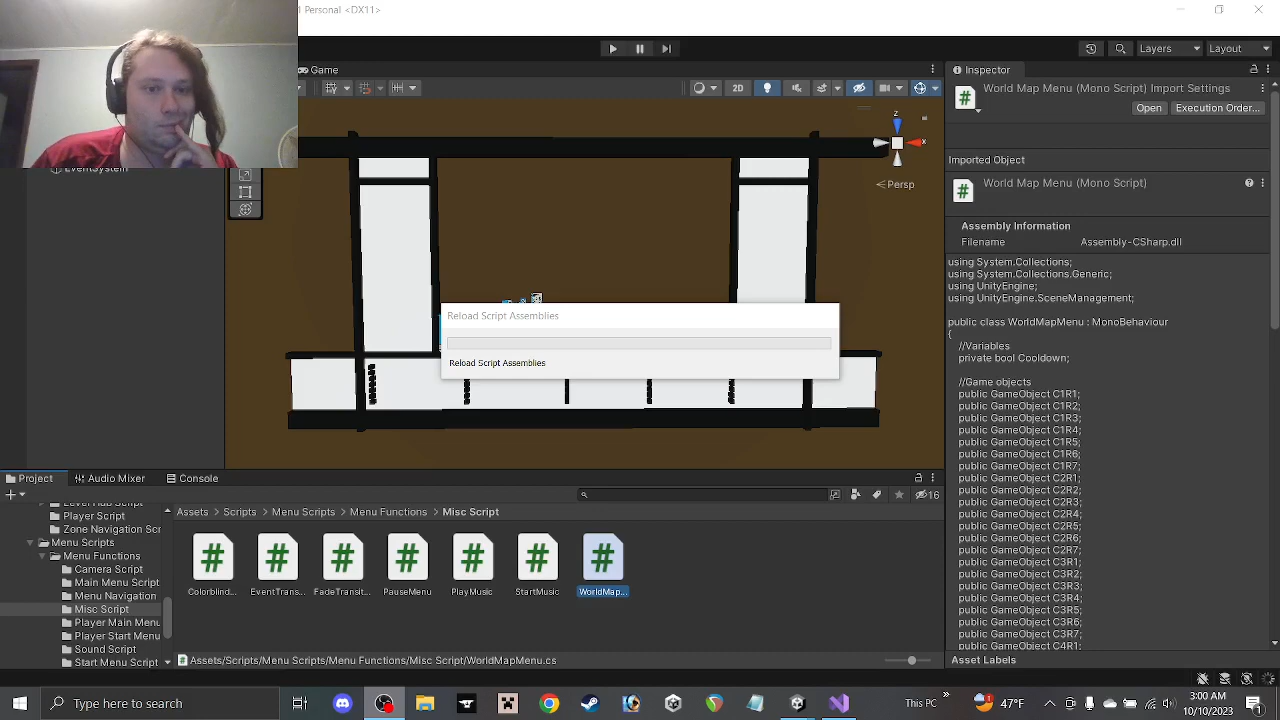 1 Personal <DX11>
Game
Layers
Layout
2D
z
x
Persp
EventSystem
Reload Script Assemblies
Reload Script Assemblies
Inspector
World Map Menu (Mono Script) Import Settings
Open
Execution Order...
Imported Object
World Map Menu (Mono Script)
Assembly Information
Filename
Assembly-CSharp.dll
using System.Collections;
using System.Collections.Generic;
using UnityEngine;
using UnityEngine.SceneManagement;
public class WorldMapMenu : MonoBehaviour
{
//Variables
private bool Cooldown;
//Game objects
public GameObject C1R1;
public GameObject C1R2;
public GameObject C1R3;
public GameObject C1R4;
public GameObject C1R5;
public GameObject C1R6;
public GameObject C1R7;
public GameObject C2R1;
public GameObject C2R2;
public GameObject C2R3;
public GameObject C2R4;
public GameObject C2R5;
public GameObject C2R6;
public GameObject C2R7;
public GameObject C3R1;
public GameObject C3R2;
public GameObject C3R3;
public GameObject C3R4;
public GameObject C3R5;
public GameObject C3R6;
public GameObject C3R7;
public GameObject C4R1;
Asset Labels
Project
Audio Mixer
Console
16
Player Script
Zone Navigation Scr
Menu Scripts
Menu Functions
Camera Script
Main Menu Script
Menu Navigation
Misc Script
Player Main Menu
Player Start Menu
Sound Script
Start Menu Script
Assets > Scripts > Menu Scripts > Menu Functions > Misc Script
Colorblind...
EventTrans...
FadeTransit...
PauseMenu
PlayMusic
StartMusic
WorldMap...
Assets/Scripts/Menu Scripts/Menu Functions/Misc Script/WorldMapMenu.cs
Type here to search
This PC
3:00 AM
10/10/2023